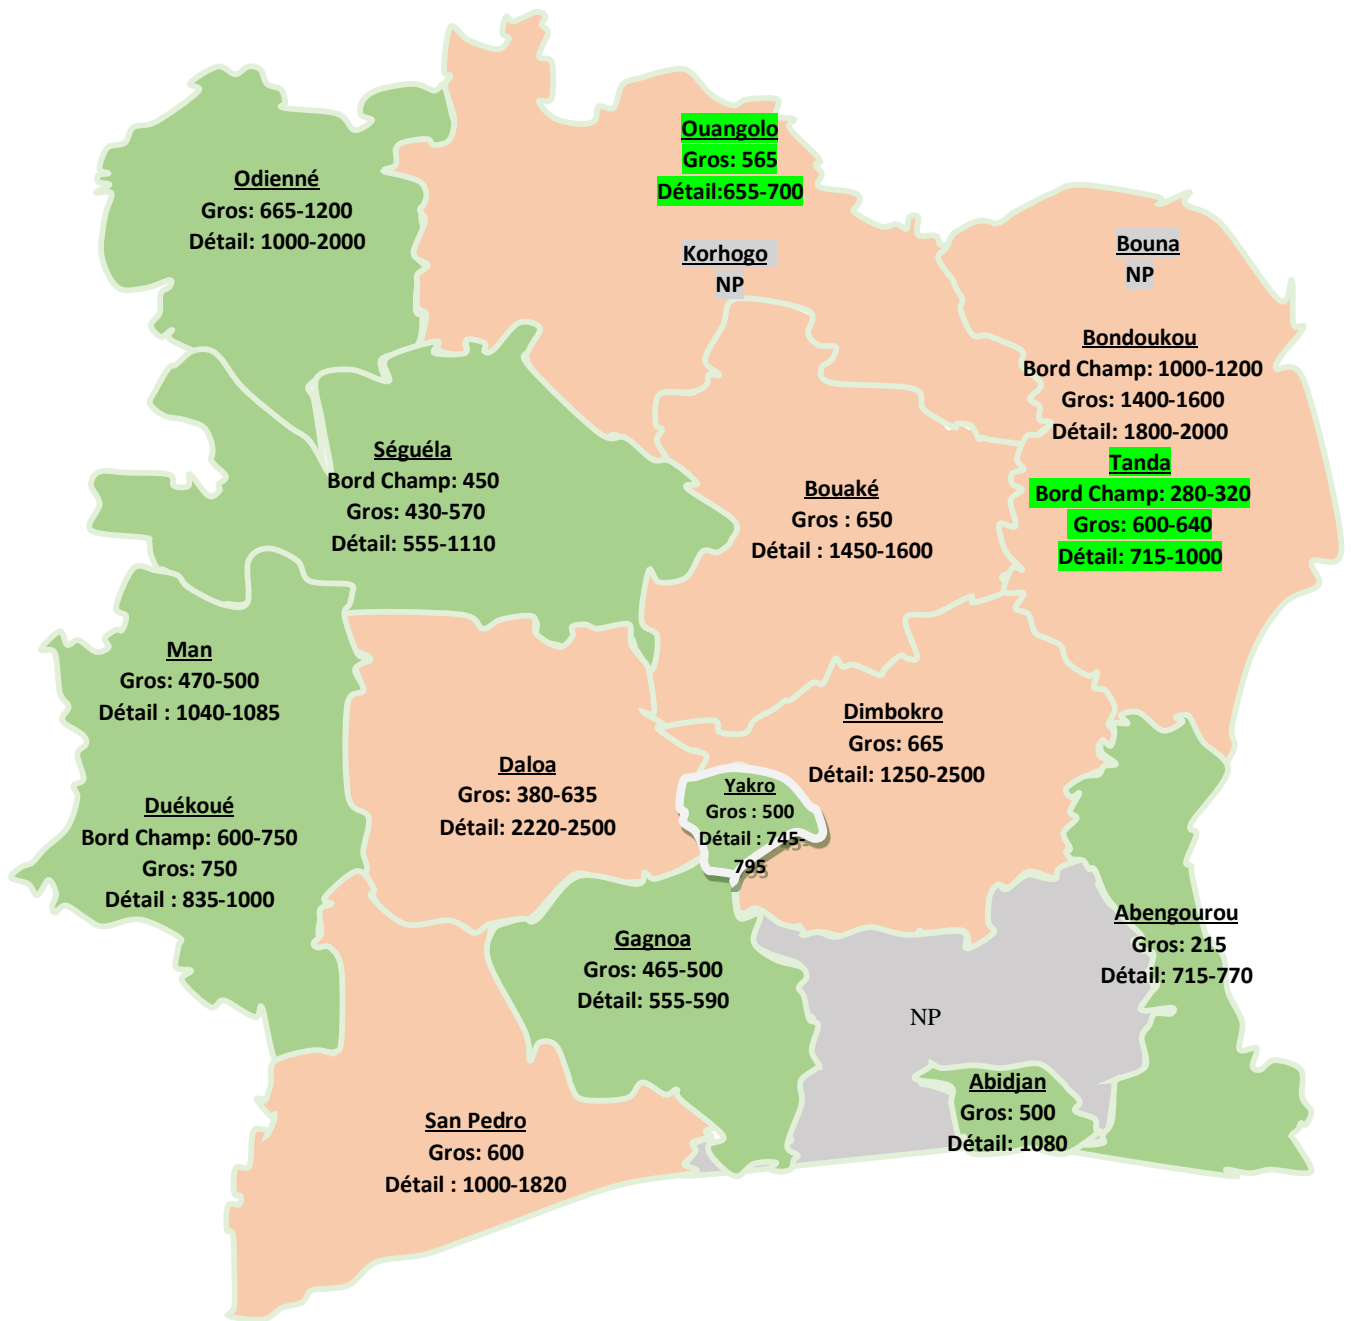 Ouangolo
Gros: 565
Détail:655-700
Odienné
Gros: 665-1200
Détail: 1000-2000
Korhogo
NP
Bouna
NP
Bondoukou
Bord Champ: 1000-1200
Gros: 1400-1600
Détail: 1800-2000
Tanda
Bord Champ: 280-320
Gros: 600-640
Détail: 715-1000
Séguéla
Bord Champ: 450
Gros: 430-570
Détail: 555-1110
Bouaké
Gros : 650
Détail : 1450-1600
Man
Gros: 470-500
Détail : 1040-1085
Dimbokro
Gros: 665
Détail: 1250-2500
Daloa
Gros: 380-635
Détail: 2220-2500
Yakro
Gros : 500
Détail : 745-
795
Duékoué
Bord Champ: 600-750
Gros: 750
Détail : 835-1000
Gagnoa
Gros: 465-500
Détail: 555-590
Abengourou
Gros: 215
Détail: 715-770
NP
Abidjan
Gros: 500
Détail: 1080
San Pedro
Gros: 600
Détail : 1000-1820